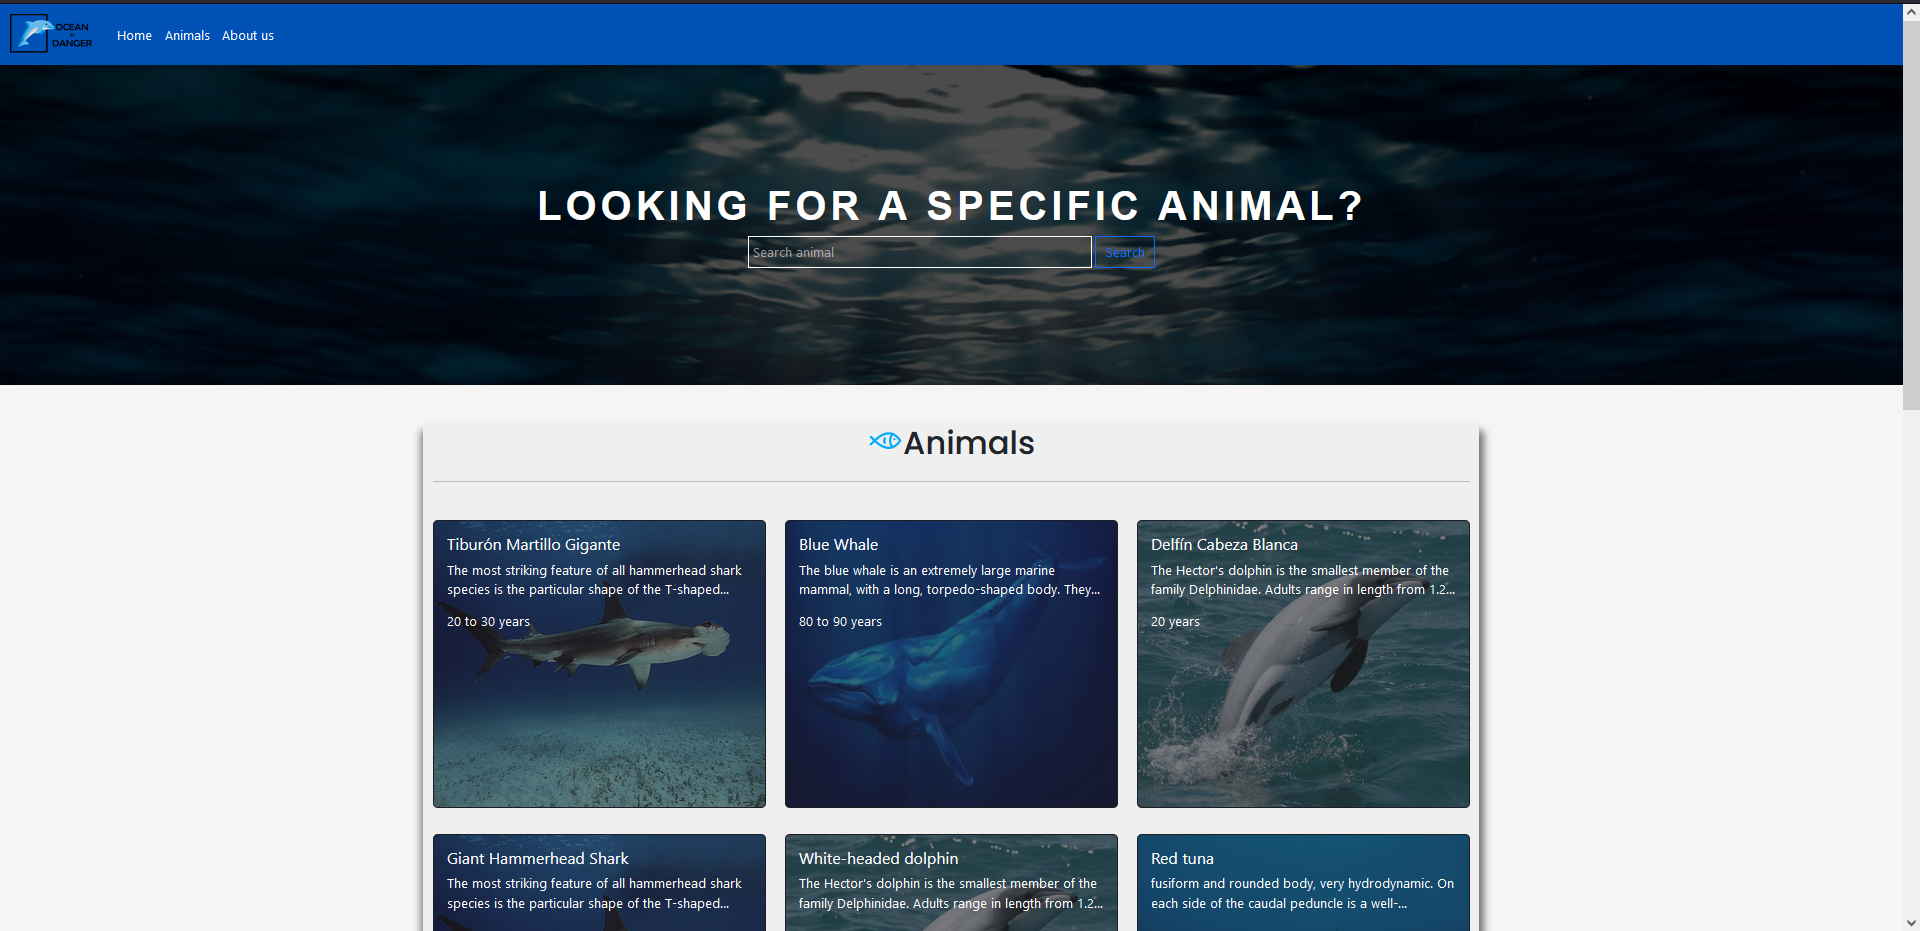 OCEAN
IN
DANGER
Home Animals About us
LOOKING FOR A SPECIFIC ANIMAL?
Search animal Search
Animals
Tiburón Martillo Gigante
The most striking feature of all hammerhead shark
species is the particular shape of the T-shaped...
20 to 30 years
Blue Whale
The blue whale is an extremely large marine
mammal, with a long, torpedo-shaped body. They...
80 to 90 years
Delfín Cabeza Blanca
The Hector's dolphin is the smallest member of the
family Delphinidae. Adults range in length from 1.2...
20 years
Giant Hammerhead Shark
The most striking feature of all hammerhead shark
species is the particular shape of the T-shaped...
White-headed dolphin
The Hector's dolphin is the smallest member of the
family Delphinidae. Adults range in length from 1.2...
Red tuna
fusiform and rounded body, very hydrodynamic. On
each side of the caudal peduncle is a well-...